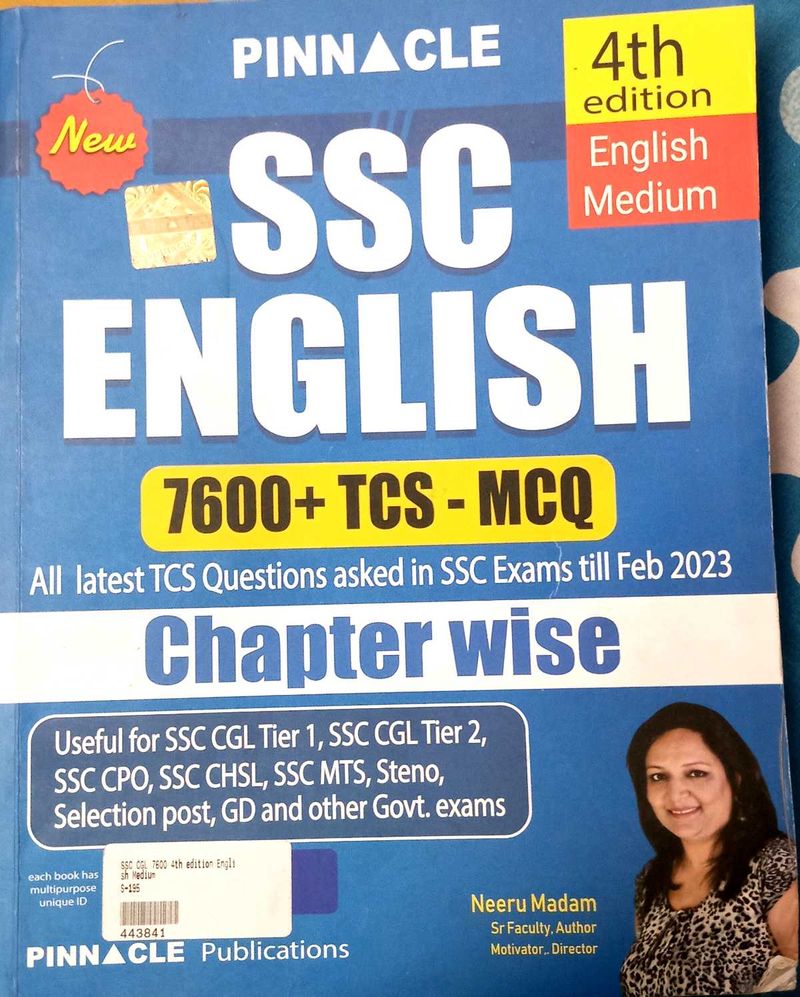 PINNACLE
4th
edition
English
Medium
New
SSC
ENGLISH
7600+ TCS - MCQ
All latest TCS Questions asked in SSC Exams till Feb 2023
Chapter wise
Useful for SSC CGL Tier 1, SSC CGL Tier 2,
SSC CPO, SSC CHSL, SSC MTS, Steno,
Selection post, GD and other Govt. exams
each book has
multipurpose
unique ID
SSC CGL 7600 4th edition Engli
sh Medium
S-195
443841
Neeru Madam
Sr Faculty, Author
Motivator,. Director
PINNACLE Publications